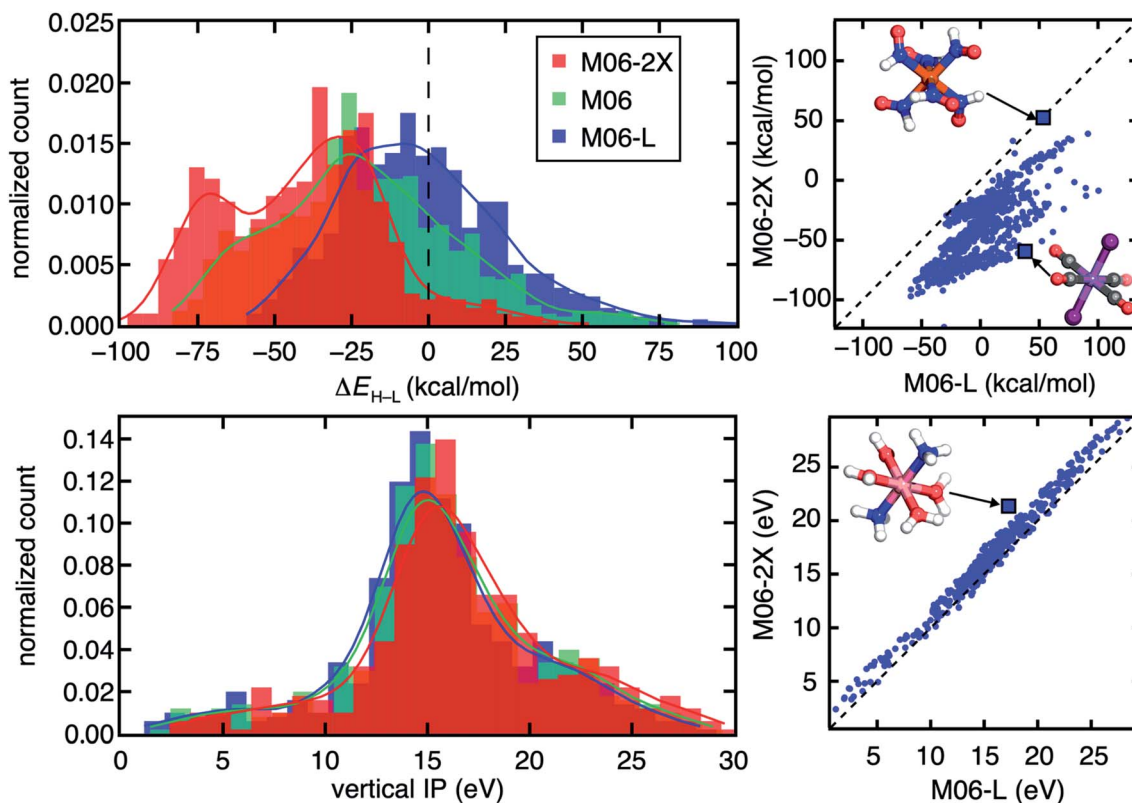 0.025
0.020
0.015
0.010
0.005
0.000
normalized count
M06-2X
M06
M06-L
−100 −75 −50 −25 0 25 50 75 100
ΔE_H–L (kcal/mol)
100
50
0
−50
−100
M06-2X (kcal/mol)
−100 −50 0 50 100
M06-L (kcal/mol)
0.14
0.12
0.10
0.08
0.06
0.04
0.02
0.00
normalized count
0 5 10 15 20 25 30
vertical IP (eV)
25
20
15
10
5
M06-2X (eV)
5 10 15 20 25
M06-L (eV)